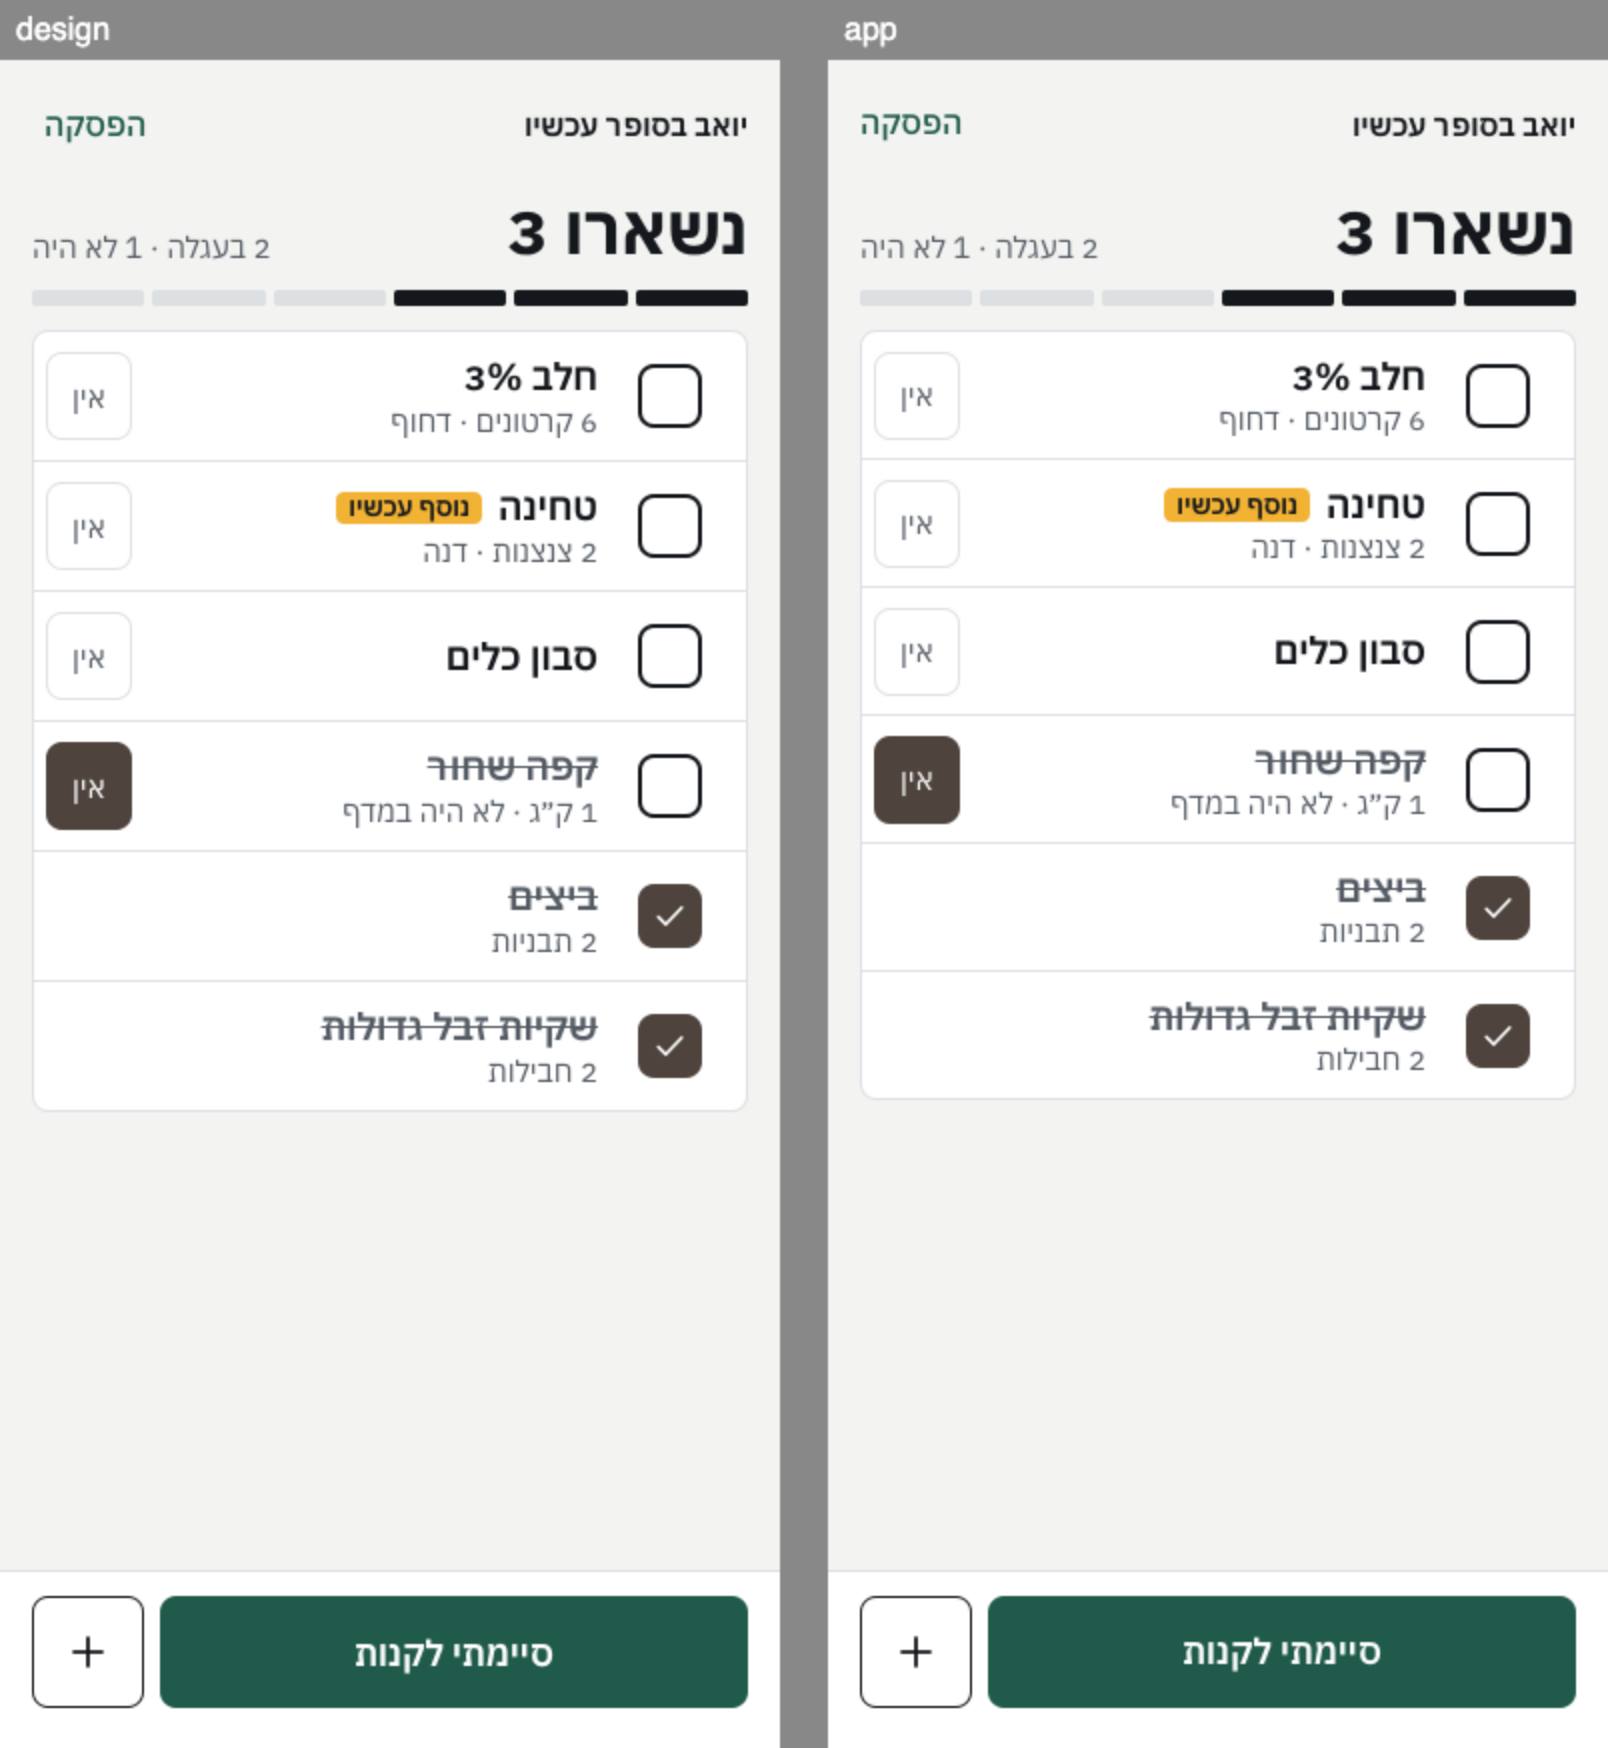 design
יואב בסופר עכשיו
הפסקה
נשארו 3
2 בעגלה · 1 לא היה
חלב 3%
6 קרטונים · דחוף
אין
טחינה נוסף עכשיו
2 צנצנות · דנה
אין
סבון כלים
אין
קפה שחור
1 ק״ג · לא היה במדף
אין
ביצים
2 תבניות
שקיות זבל גדולות
2 חבילות
סיימתי לקנות
+
app
יואב בסופר עכשיו
הפסקה
נשארו 3
2 בעגלה · 1 לא היה
חלב 3%
6 קרטונים · דחוף
אין
טחינה נוסף עכשיו
2 צנצנות · דנה
אין
סבון כלים
אין
קפה שחור
1 ק״ג · לא היה במדף
אין
ביצים
2 תבניות
שקיות זבל גדולות
2 חבילות
סיימתי לקנות
+